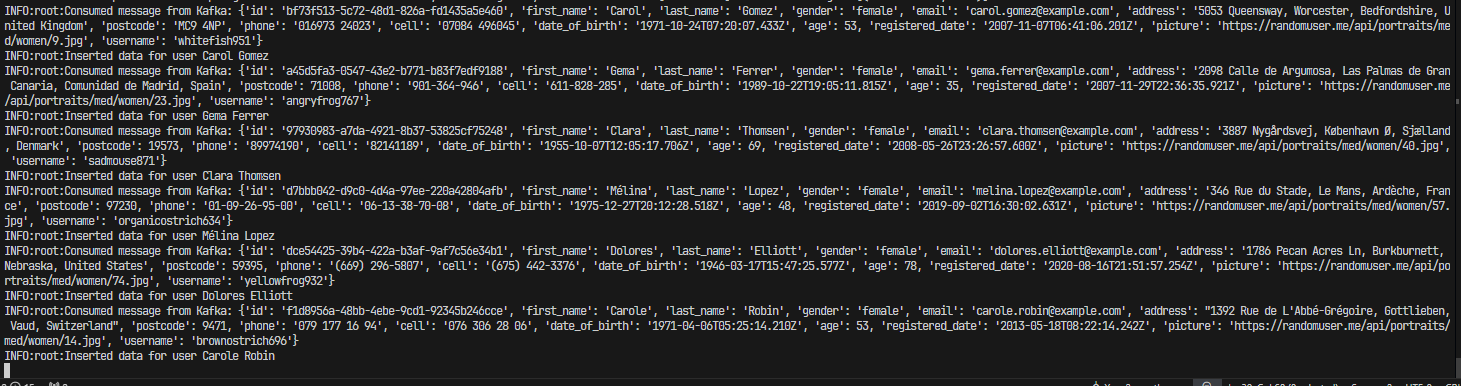 INFO:root:Consumed message from Kafka: {'id': 'bf73f513-5c72-48d1-826a-fd1435a5e460', 'first_name': 'Carol', 'last_name': 'Gomez', 'gender': 'female', 'email': 'carol.gomez@example.com', 'address': '5053 Queensway, Worcester, Bedfordshire, U
nited Kingdom', 'postcode': 'MC9 4NP', 'phone': '016973 24023', 'cell': '07084 496045', 'date_of_birth': '1971-10-24T07:20:07.433Z', 'age': 53, 'registered_date': '2007-11-07T06:41:06.201Z', 'picture': 'https://randomuser.me/api/portraits/me
d/women/9.jpg', 'username': 'whitefish951'}
INFO:root:Inserted data for user Carol Gomez
INFO:root:Consumed message from Kafka: {'id': 'a45d5fa3-0547-43e2-b771-b83f7edf9188', 'first_name': 'Gema', 'last_name': 'Ferrer', 'gender': 'female', 'email': 'gema.ferrer@example.com', 'address': '2098 Calle de Argumosa, Las Palmas de Gran
Canaria, Comunidad de Madrid, Spain', 'postcode': 71008, 'phone': '901-364-946', 'cell': '611-828-285', 'date_of_birth': '1989-10-22T19:05:11.815Z', 'age': 35, 'registered_date': '2007-11-29T22:36:35.921Z', 'picture': 'https://randomuser.me
/api/portraits/med/women/23.jpg', 'username': 'angryfrog767'}
INFO:root:Inserted data for user Gema Ferrer
INFO:root:Consumed message from Kafka: {'id': '97930983-a7da-4921-8b37-53825cf75248', 'first_name': 'Clara', 'last_name': 'Thomsen', 'gender': 'female', 'email': 'clara.thomsen@example.com', 'address': '3887 Nygårdsvej, København Ø, Sjælland
, Denmark', 'postcode': 19573, 'phone': '89974190', 'cell': '82141189', 'date_of_birth': '1955-10-07T12:05:17.706Z', 'age': 69, 'registered_date': '2008-05-26T23:26:57.600Z', 'picture': 'https://randomuser.me/api/portraits/med/women/40.jpg',
'username': 'sadmouse871'}
INFO:root:Inserted data for user Clara Thomsen
INFO:root:Consumed message from Kafka: {'id': 'd7bbb042-d9c0-4d4a-97ee-220a42804afb', 'first_name': 'Mélina', 'last_name': 'Lopez', 'gender': 'female', 'email': 'melina.lopez@example.com', 'address': '346 Rue du Stade, Le Mans, Ardèche, Fran
ce', 'postcode': 97230, 'phone': '01-09-26-95-00', 'cell': '06-13-38-70-08', 'date_of_birth': '1975-12-27T20:12:28.518Z', 'age': 48, 'registered_date': '2019-09-02T16:30:02.631Z', 'picture': 'https://randomuser.me/api/portraits/med/women/57.
jpg', 'username': 'organicostrich634'}
INFO:root:Inserted data for user Mélina Lopez
INFO:root:Consumed message from Kafka: {'id': 'dce54425-39b4-422a-b3af-9af7c56e34b1', 'first_name': 'Dolores', 'last_name': 'Elliott', 'gender': 'female', 'email': 'dolores.elliott@example.com', 'address': '1786 Pecan Acres Ln, Burkburnett,
Nebraska, United States', 'postcode': 59395, 'phone': '(669) 296-5807', 'cell': '(675) 442-3376', 'date_of_birth': '1946-03-17T15:47:25.577Z', 'age': 78, 'registered_date': '2020-08-16T21:51:57.254Z', 'picture': 'https://randomuser.me/api/po
rtraits/med/women/74.jpg', 'username': 'yellowfrog932'}
INFO:root:Inserted data for user Dolores Elliott
INFO:root:Consumed message from Kafka: {'id': 'f1d8956a-48bb-4ebe-9cd1-92345b246cce', 'first_name': 'Carole', 'last_name': 'Robin', 'gender': 'female', 'email': 'carole.robin@example.com', 'address': "1392 Rue de L'Abbé-Grégoire, Gottlieben,
Vaud, Switzerland", 'postcode': 9471, 'phone': '079 177 16 94', 'cell': '076 306 28 06', 'date_of_birth': '1971-04-06T05:25:14.210Z', 'age': 53, 'registered_date': '2013-05-18T08:22:14.242Z', 'picture': 'https://randomuser.me/api/portraits/
med/women/14.jpg', 'username': 'brownostrich696'}
INFO:root:Inserted data for user Carole Robin